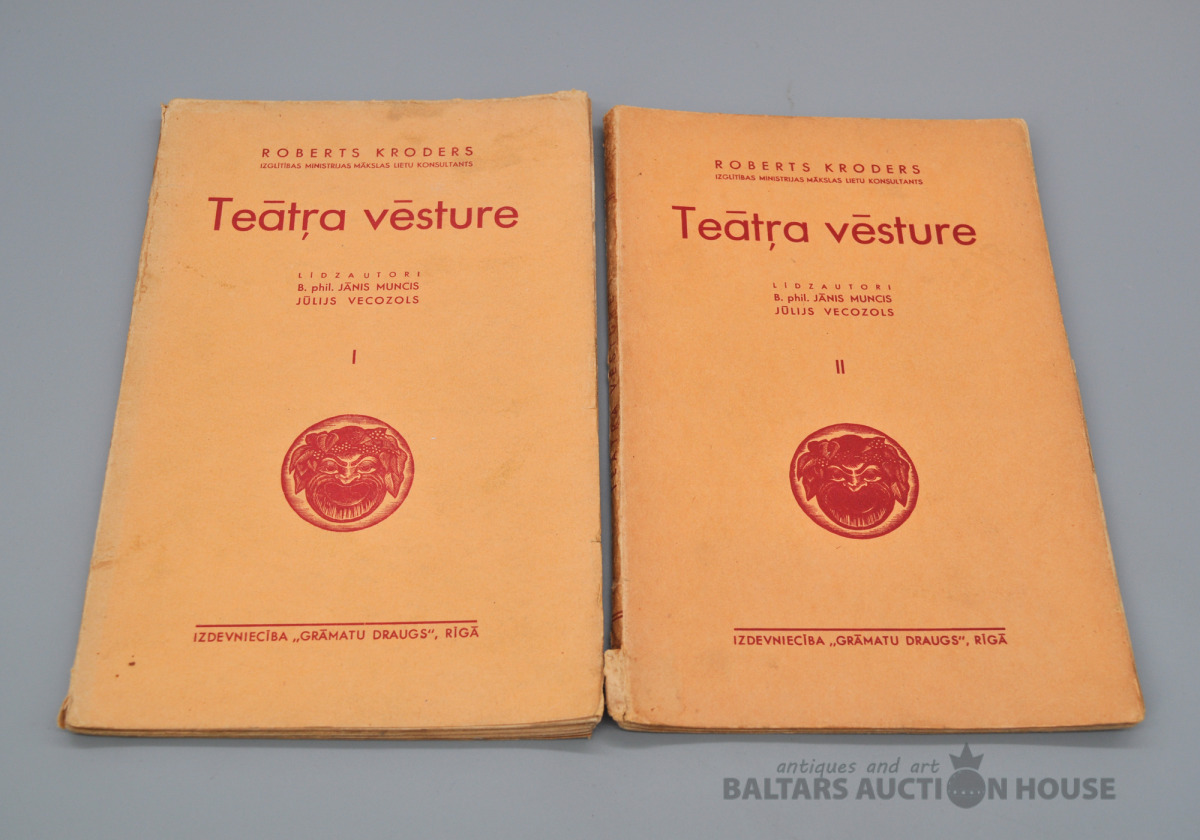 ROBERTS KRODERS
IZGLĪTĪBAS MINISTRIJAS MĀKSLAS LIETU KONSULTANTS
Teātŗa vēsture
LĪDZAUTORI
B. phil. JĀNIS MUNCIS
JŪLIJS VECOZOLS
I
IZDEVNIECĪBA „GRĀMATU DRAUGS“, RĪGĀ
ROBERTS KRODERS
IZGLĪTĪBAS MINISTRIJAS MĀKSLAS LIETU KONSULTANTS
Teātŗa vēsture
LĪDZAUTORI
B. phil. JĀNIS MUNCIS
JŪLIJS VECOZOLS
II
IZDEVNIECĪBA „GRĀMATU DRAUGS“, RĪGĀ
antiques and art
BALTARS AUCTION HOUSE